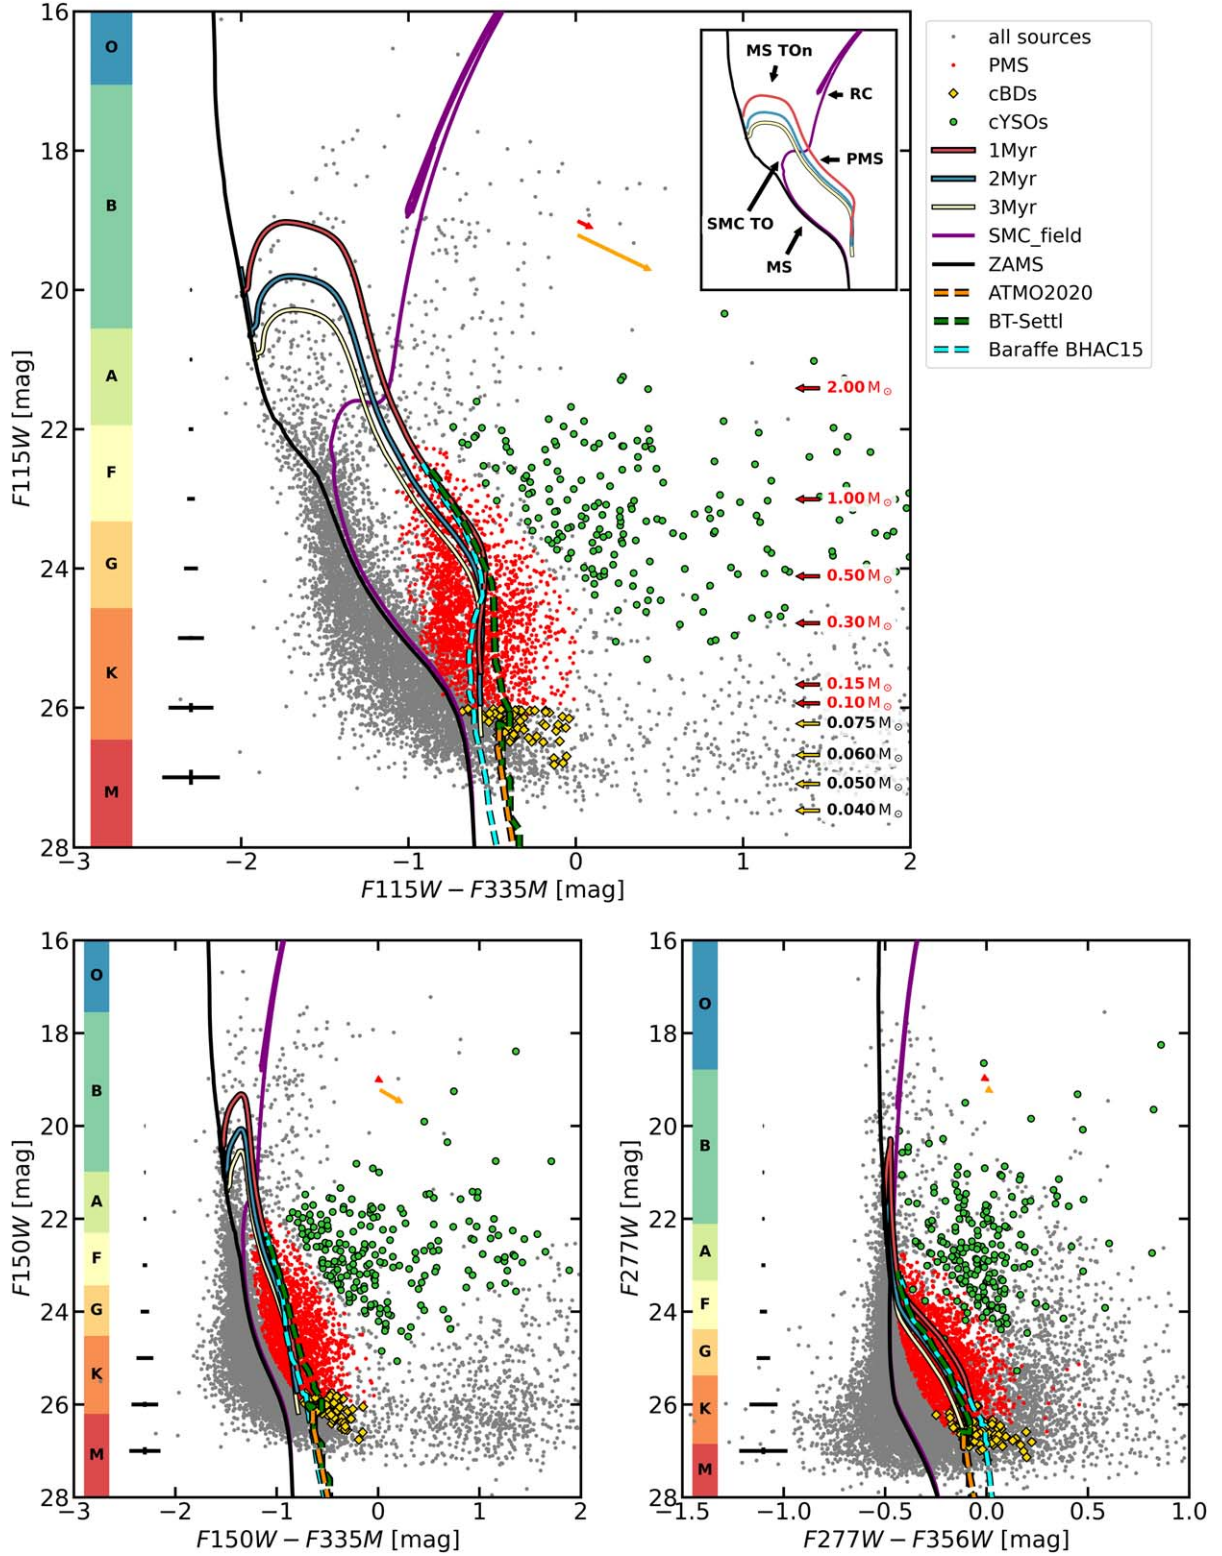 16
18
20
22
24
26
28
F115W [mag]
O
B
A
F
G
K
M
MS TOn
RC
PMS
SMC TO
MS
2.00 M⊙
1.00 M⊙
0.50 M⊙
0.30 M⊙
0.15 M⊙
0.10 M⊙
0.075 M⊙
0.060 M⊙
0.050 M⊙
0.040 M⊙
−3 −2 −1 0 1 2
F115W − F335M [mag]
all sources
PMS
cBDs
cYSOs
1Myr
2Myr
3Myr
SMC_field
ZAMS
ATMO2020
BT-Settl
Baraffe BHAC15
16
18
20
22
24
26
28
F150W [mag]
O
B
A
F
G
K
M
−3 −2 −1 0 1 2
F150W − F335M [mag]
16
18
20
22
24
26
28
F277W [mag]
O
B
A
F
G
K
M
−1.5 −1.0 −0.5 0.0 0.5 1.0
F277W − F356W [mag]